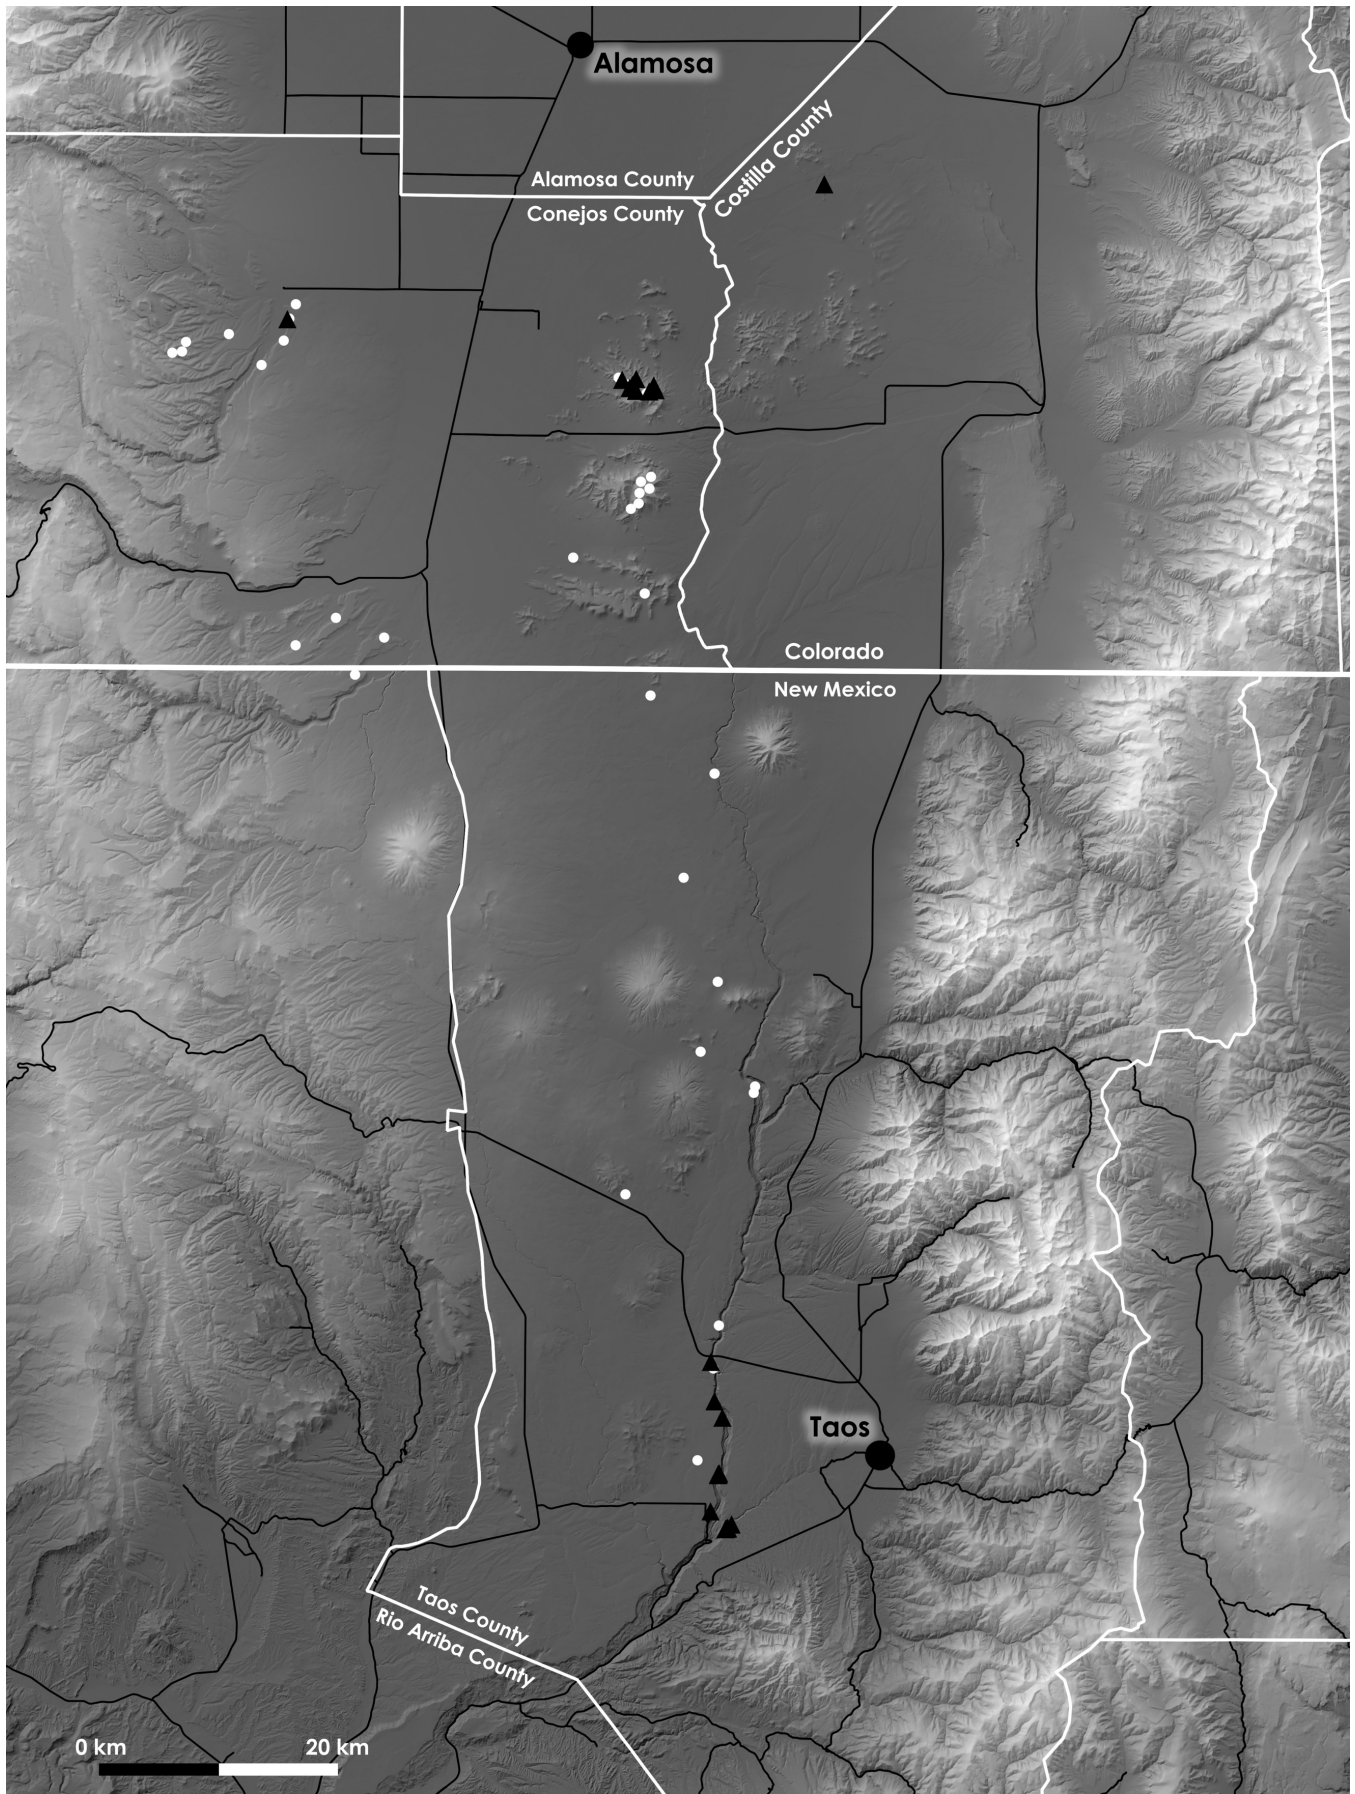 Alamosa
Alamosa County
Costilla County
Conejos County
Colorado
New Mexico
Taos
Taos County
Rio Arriba County
0 km
20 km